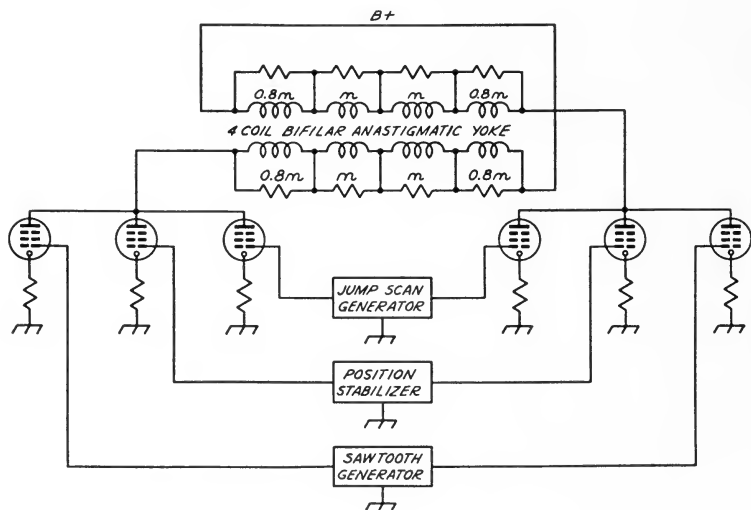 B+
0.8m m m 0.8m
4 COIL BIFILAR ANASTIGMATIC YOKE
0.8m m m 0.8m
JUMP SCAN
GENERATOR
POSITION
STABILIZER
SAWTOOTH
GENERATOR